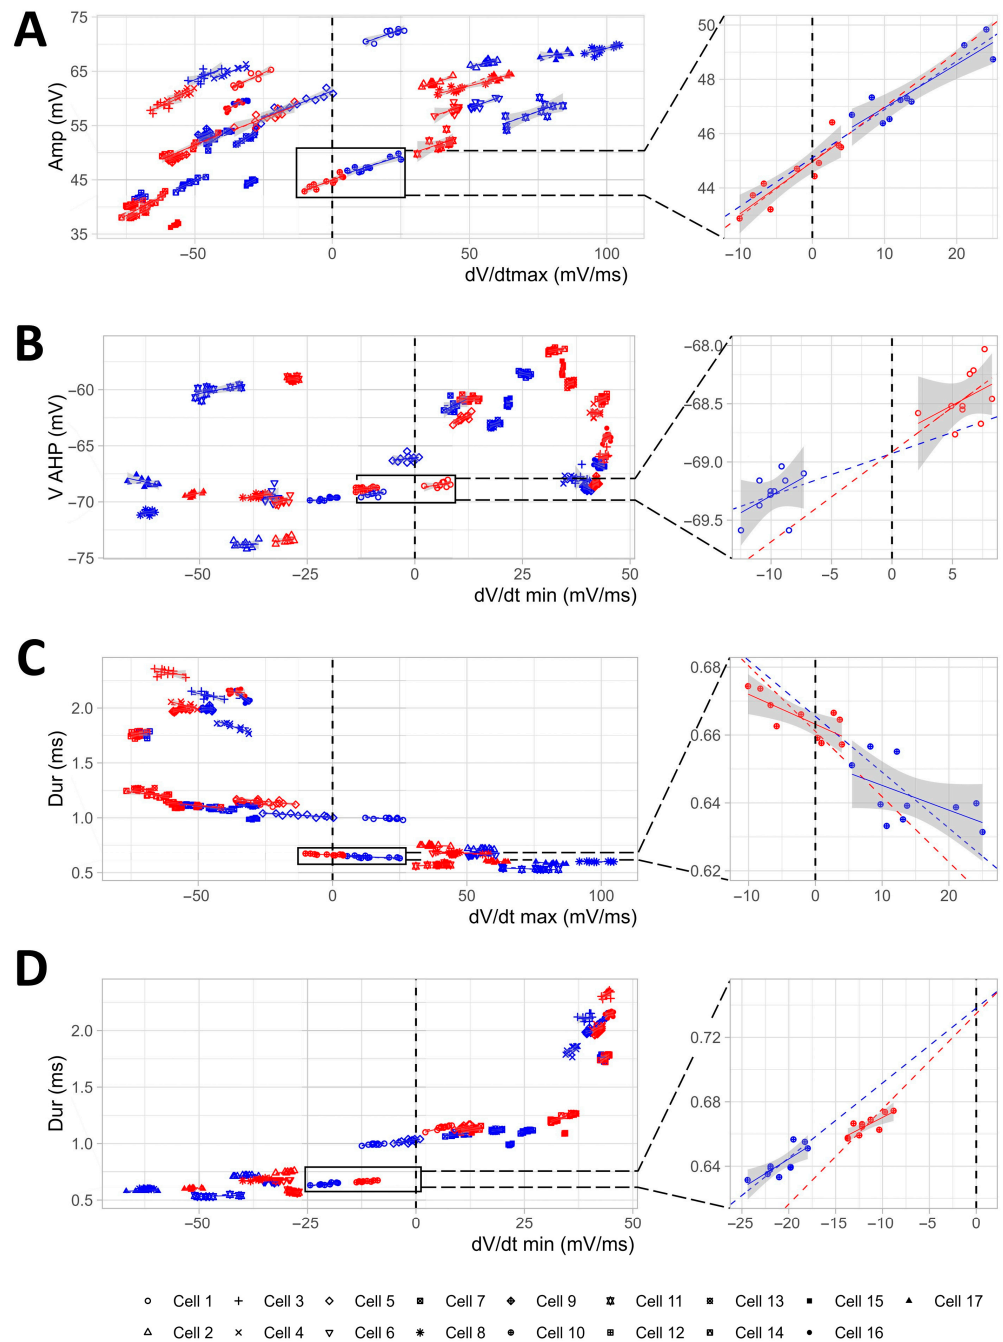 A
75
65
55
45
35
Amp (mV)
−50 0 50 100
dV/dtmax (mV/ms)
50
48
46
44
−10 0 10 20
B
−60
−65
−70
−75
V AHP (mV)
−50 −25 0 25 50
dV/dt min (mV/ms)
−68.0
−68.5
−69.0
−69.5
−10 −5 0 5
C
2.0
1.5
1.0
0.5
Dur (ms)
−50 0 50 100
dV/dt max (mV/ms)
0.68
0.66
0.64
0.62
−10 0 10 20
D
2.0
1.5
1.0
0.5
Dur (ms)
−50 −25 0 25 50
dV/dt min (mV/ms)
0.72
0.68
0.64
−25 −20 −15 −10 −5 0
Cell 1 Cell 3 Cell 5 Cell 7 Cell 9 Cell 11 Cell 13 Cell 15 Cell 17
Cell 2 Cell 4 Cell 6 Cell 8 Cell 10 Cell 12 Cell 14 Cell 16